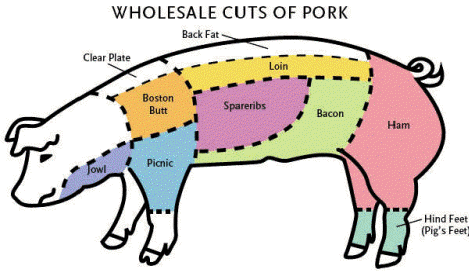 WHOLESALE CUTS OF PORK
Back Fat
Clear Plate
Loin
Boston
Butt
Spareribs
Bacon
Ham
Jowl
Picnic
Hind Feet
(Pig's Feet)